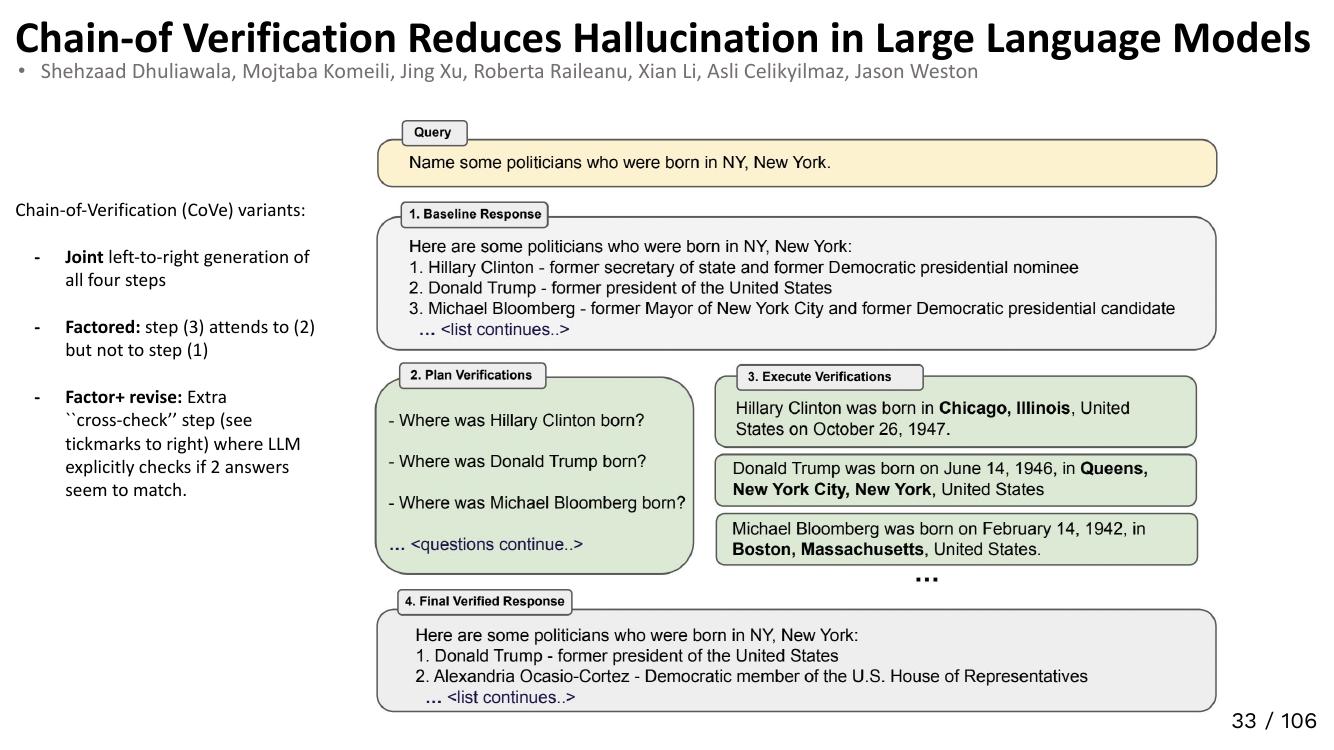 Chain-of Verification Reduces Hallucination in Large Language Models
• Shehzaad Dhuliawala, Mojtaba Komeili, Jing Xu, Roberta Raileanu, Xian Li, Asli Celikyilmaz, Jason Weston
Chain-of-Verification (CoVe) variants:
- Joint left-to-right generation of
all four steps
- Factored: step (3) attends to (2)
but not to step (1)
- Factor+ revise: Extra
``cross-check’’ step (see
tickmarks to right) where LLM
explicitly checks if 2 answers
seem to match.
Query
Name some politicians who were born in NY, New York.
1. Baseline Response
Here are some politicians who were born in NY, New York:
1. Hillary Clinton - former secretary of state and former Democratic presidential nominee
2. Donald Trump - former president of the United States
3. Michael Bloomberg - former Mayor of New York City and former Democratic presidential candidate
... <list continues..>
2. Plan Verifications
- Where was Hillary Clinton born?
- Where was Donald Trump born?
- Where was Michael Bloomberg born?
... <questions continue..>
3. Execute Verifications
Hillary Clinton was born in Chicago, Illinois, United
States on October 26, 1947.
Donald Trump was born on June 14, 1946, in Queens,
New York City, New York, United States
Michael Bloomberg was born on February 14, 1942, in
Boston, Massachusetts, United States.
...
4. Final Verified Response
Here are some politicians who were born in NY, New York:
1. Donald Trump - former president of the United States
2. Alexandria Ocasio-Cortez - Democratic member of the U.S. House of Representatives
... <list continues..>
33 / 106